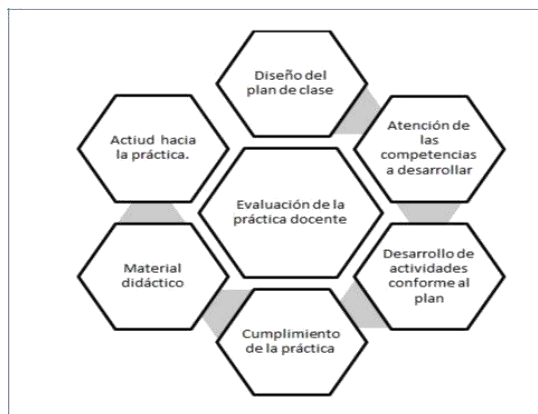 Diseño del
plan de clase
Atención de
las
competencias
a desarrollar
Desarrollo de
actividades
conforme al
plan
Cumplimiento
de la práctica
Material
didáctico
Actiud hacia
la práctica.
Evaluación de la
práctica docente